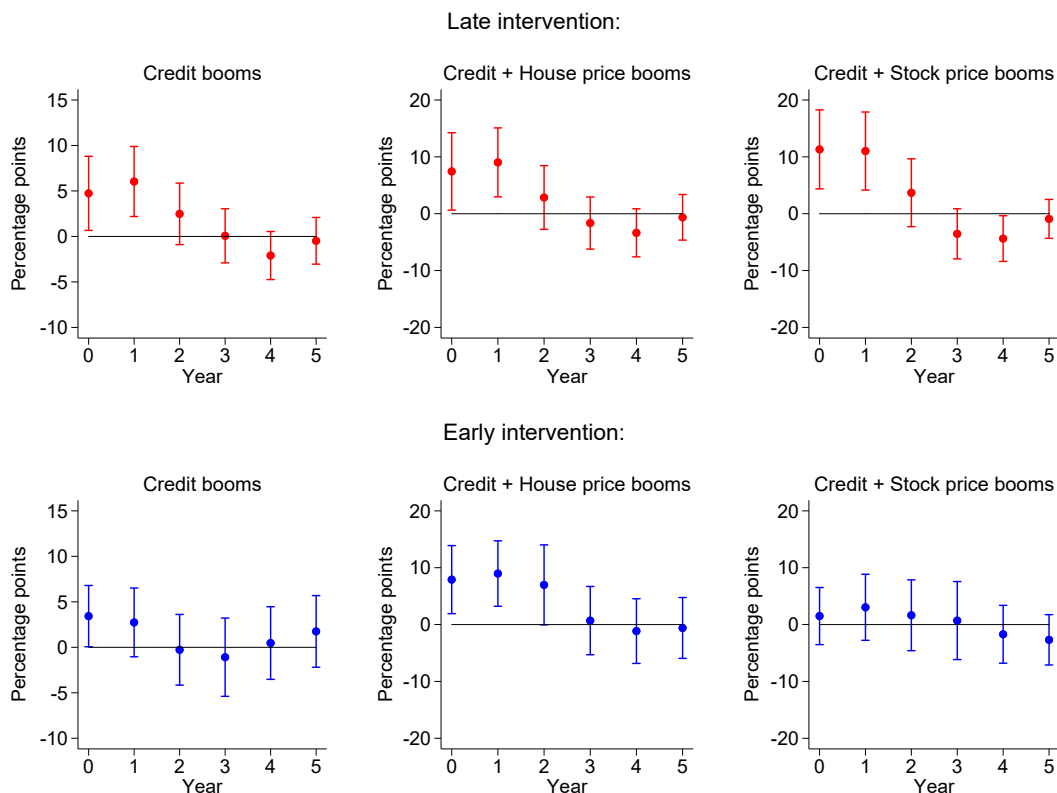 Late intervention:
Credit booms
Credit + House price booms
Credit + Stock price booms
Percentage points
15
10
5
0
-5
-10
0 1 2 3 4 5
Year
Percentage points
20
10
0
-10
-20
0 1 2 3 4 5
Year
Percentage points
20
10
0
-10
-20
0 1 2 3 4 5
Year
Early intervention:
Credit booms
Credit + House price booms
Credit + Stock price booms
Percentage points
15
10
5
0
-5
-10
0 1 2 3 4 5
Year
Percentage points
20
10
0
-10
-20
0 1 2 3 4 5
Year
Percentage points
20
10
0
-10
-20
0 1 2 3 4 5
Year